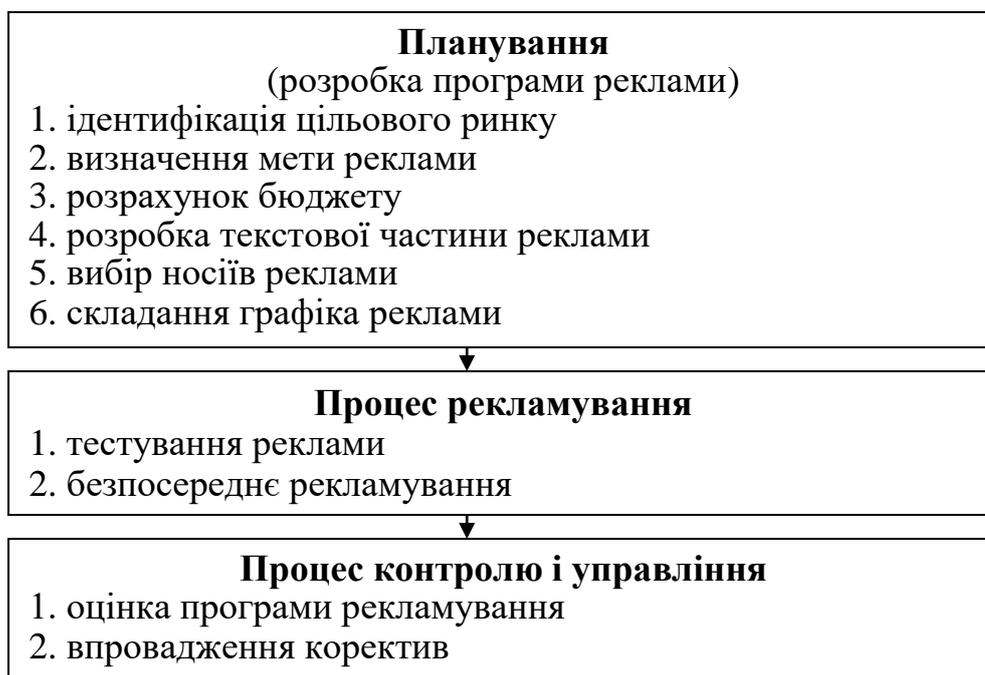 Планування
(розробка програми реклами)
1. ідентифікація цільового ринку
2. визначення мети реклами
3. розрахунок бюджету
4. розробка текстової частини реклами
5. вибір носіїв реклами
6. складання графіка реклами
Процес рекламування
1. тестування реклами
2. безпосереднє рекламування
Процес контролю і управління
1. оцінка програми рекламування
2. впровадження коректив